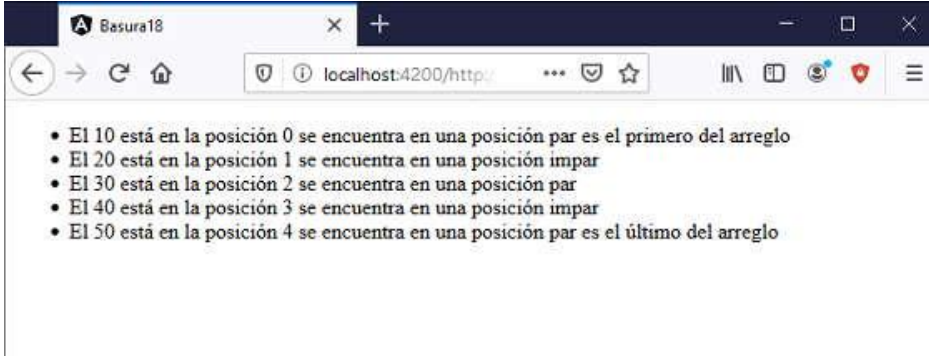 Basura18
localhost:4200/http:/
• El 10 está en la posición 0 se encuentra en una posición par es el primero del arreglo
• El 20 está en la posición 1 se encuentra en una posición impar
• El 30 está en la posición 2 se encuentra en una posición par
• El 40 está en la posición 3 se encuentra en una posición impar
• El 50 está en la posición 4 se encuentra en una posición par es el último del arreglo